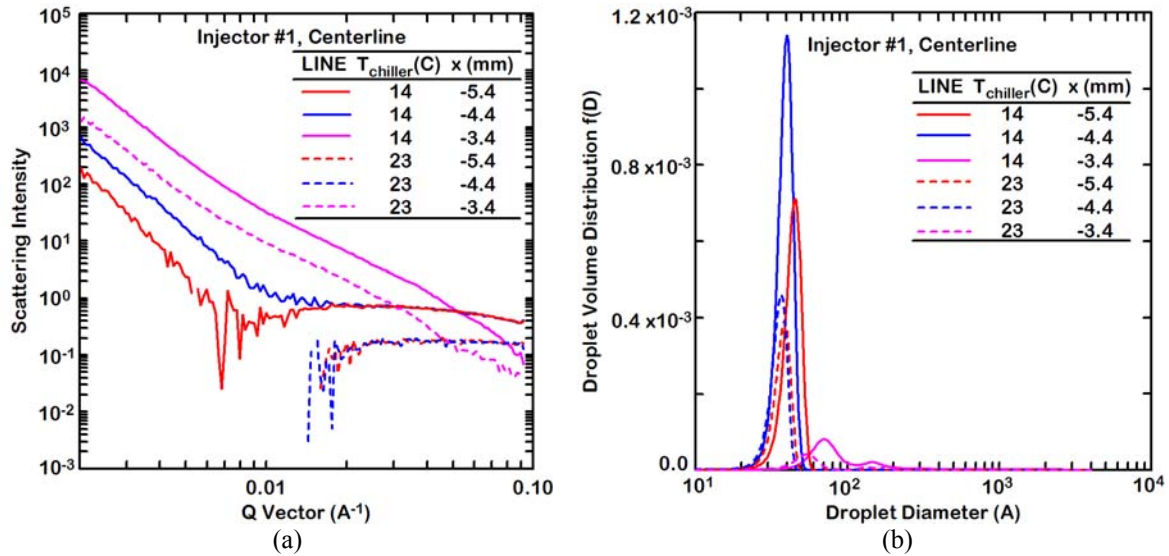 Injector #1, Centerline
LINE T_chiller(C) x (mm)
14 -5.4
14 -4.4
14 -3.4
23 -5.4
23 -4.4
23 -3.4
Scattering Intensity
10^5
10^4
10^3
10^2
10^1
10^0
10^-1
10^-2
10^-3
0.01 0.10
Q Vector (A^-1)
(a)
Injector #1, Centerline
LINE T_chiller(C) x (mm)
14 -5.4
14 -4.4
14 -3.4
23 -5.4
23 -4.4
23 -3.4
Droplet Volume Distribution f(D)
1.2 x10^-3
0.8 x10^-3
0.4 x10^-3
0.0
10^1 10^2 10^3 10^4
Droplet Diameter (A)
(b)